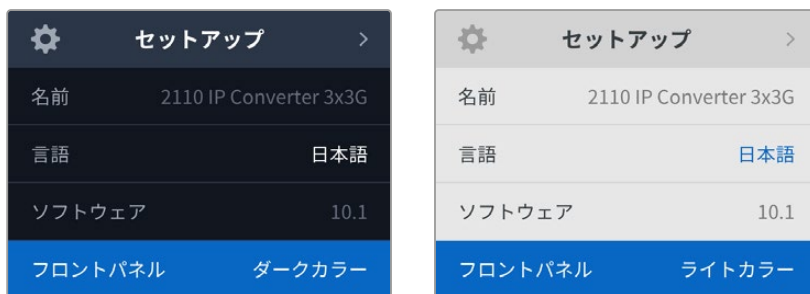 セットアップ
名前 2110 IP Converter 3x3G
言語 日本語
ソフトウェア 10.1
フロントパネル ダークカラー
セットアップ
名前 2110 IP Converter 3x3G
言語 日本語
ソフトウェア 10.1
フロントパネル ライトカラー